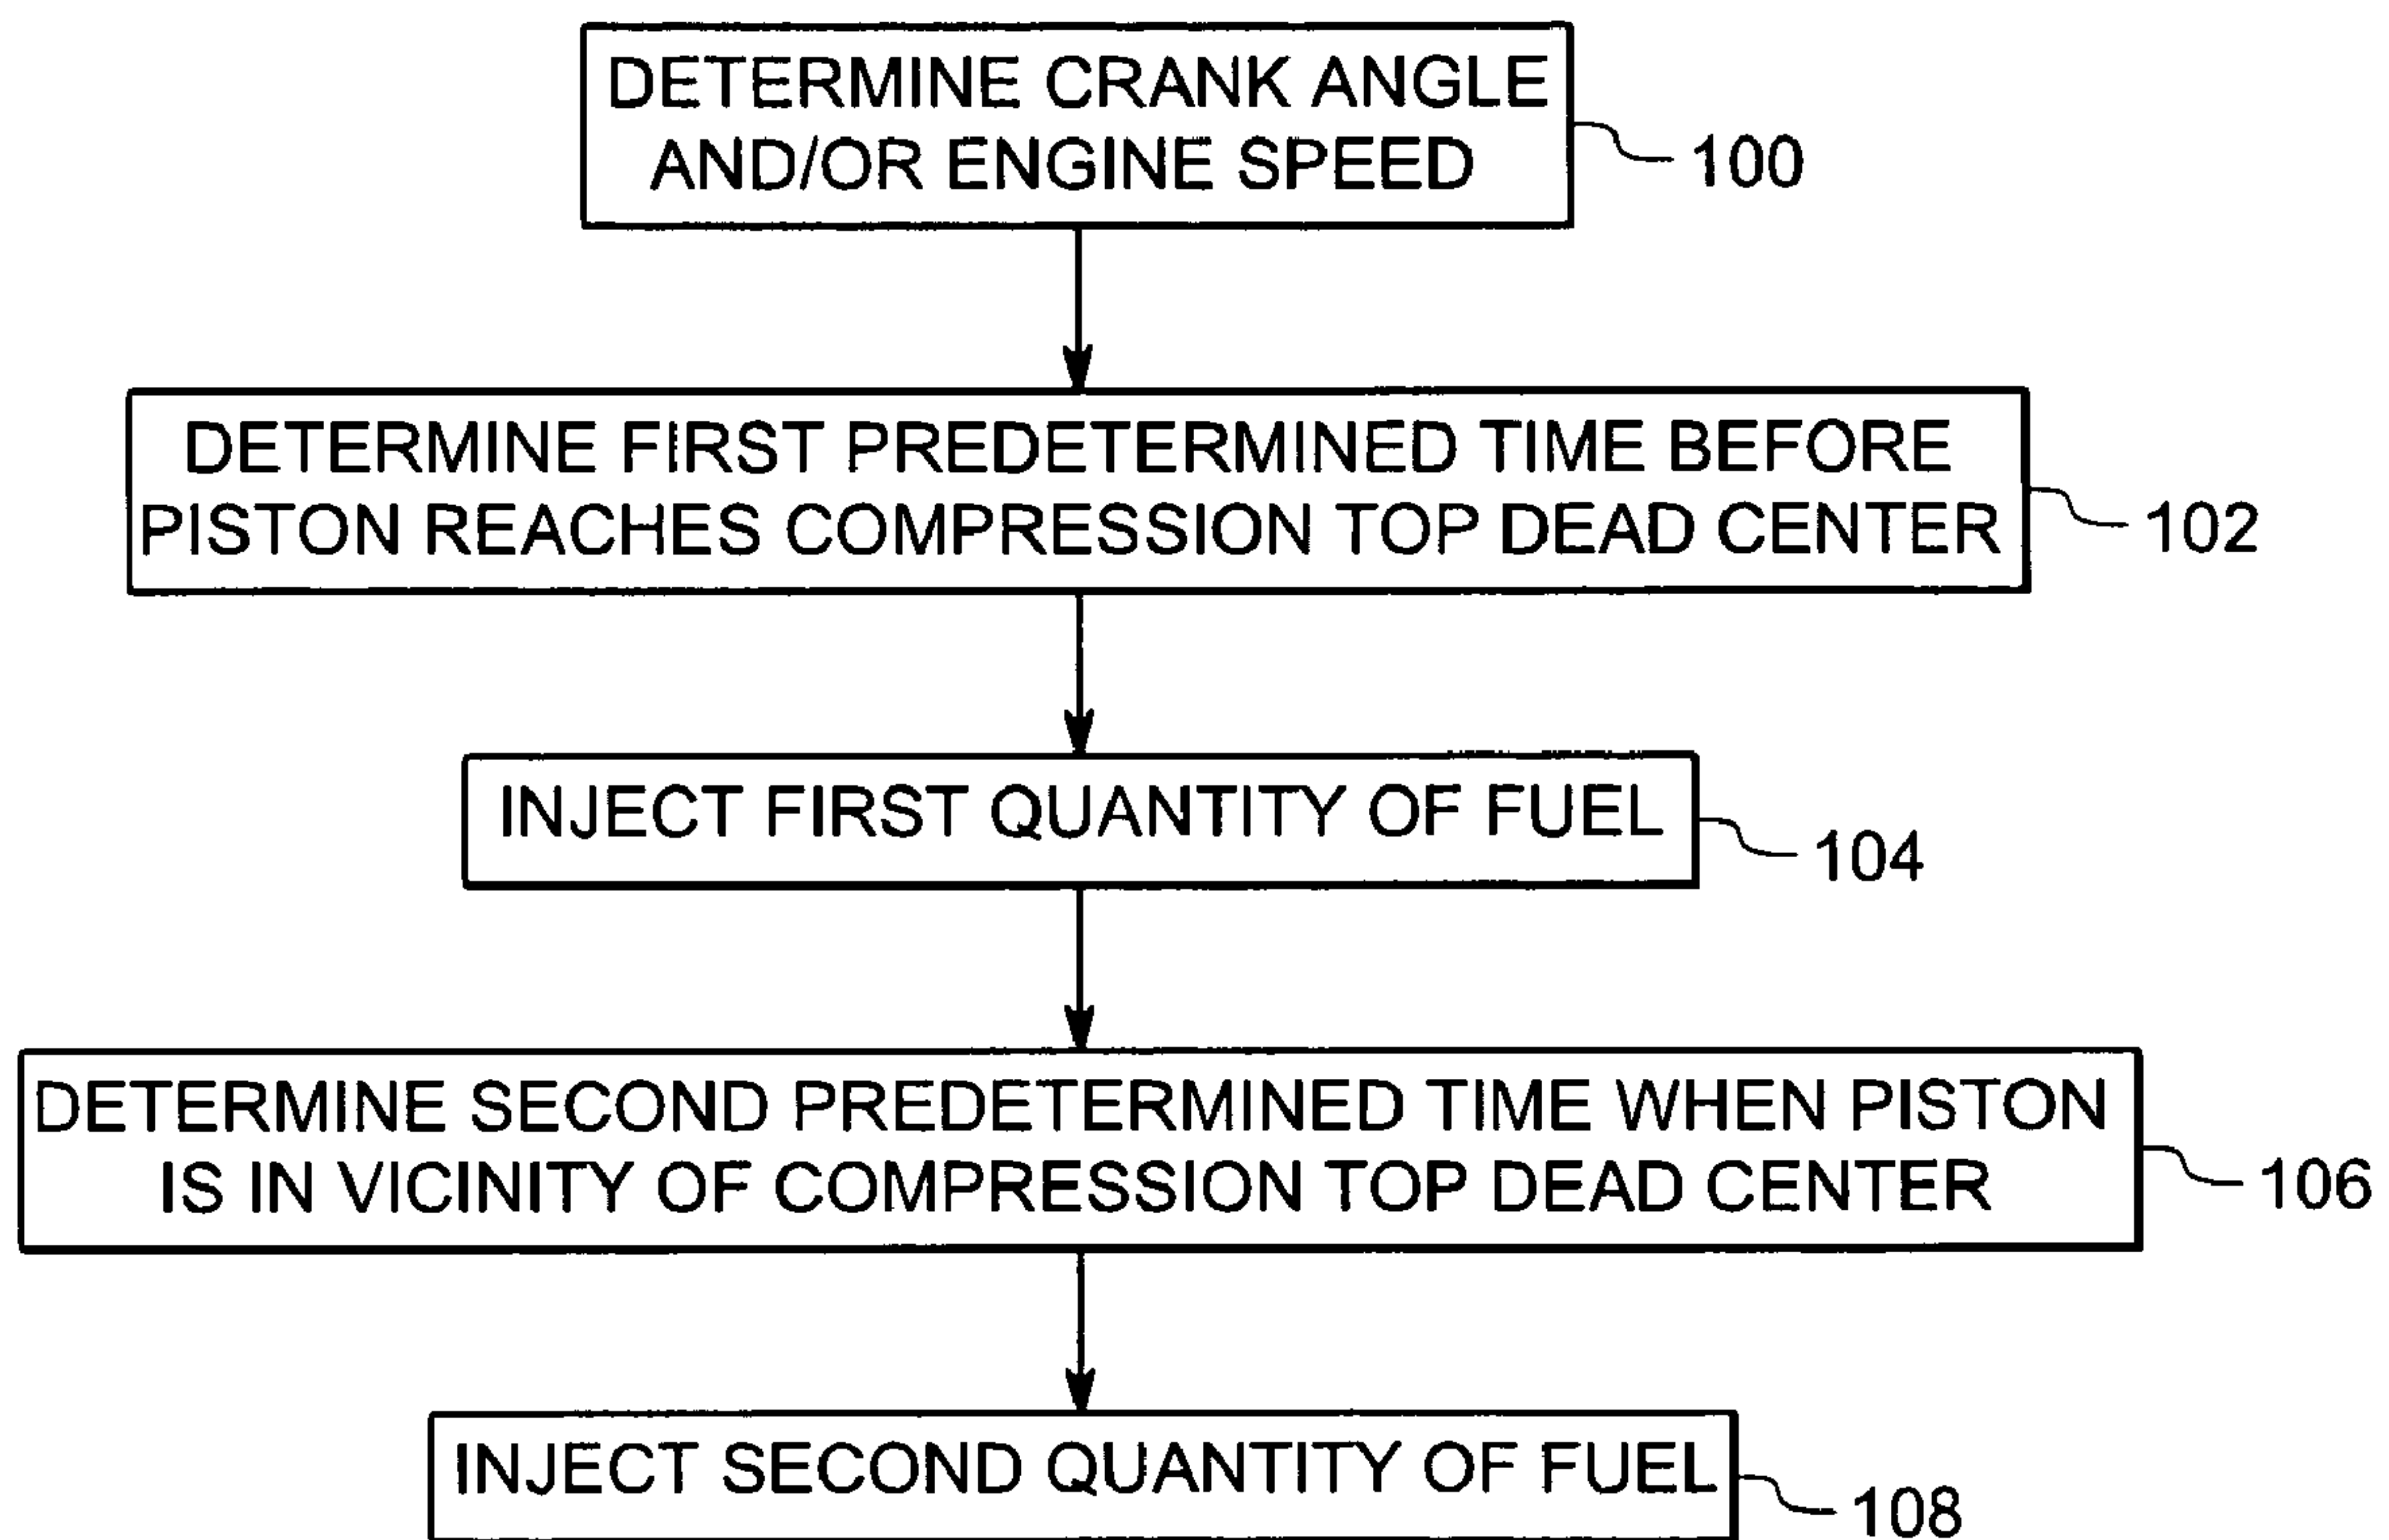 DETERMINE CRANK ANGLE
AND/OR ENGINE SPEED
100
DETERMINE FIRST PREDETERMINED TIME BEFORE
PISTON REACHES COMPRESSION TOP DEAD CENTER
102
INJECT FIRST QUANTITY OF FUEL
104
DETERMINE SECOND PREDETERMINED TIME WHEN PISTON
IS IN VICINITY OF COMPRESSION TOP DEAD CENTER
106
INJECT SECOND QUANTITY OF FUEL
108